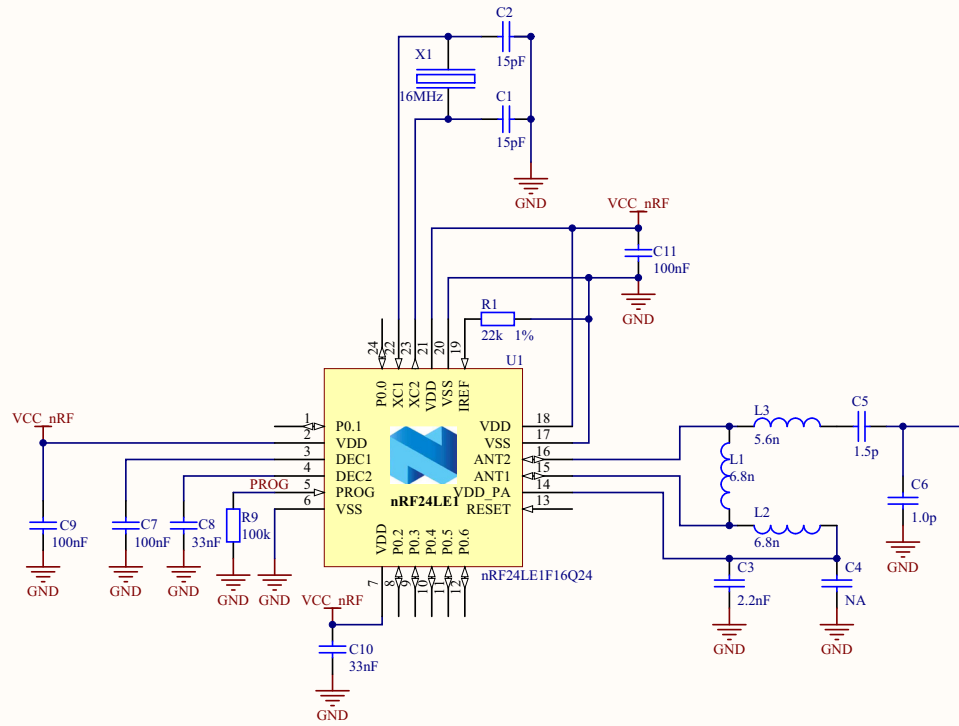 C2
15pF
X1
16MHz
C1
15pF
GND
VCC_nRF
C11
100nF
GND
R1
22k 1%
24
22
23
21
20
19
U1
P0.0
XC1
XC2
VDD
VSS
IREF
VCC_nRF
1 P0.1
2 VDD
3 DEC1
4 DEC2
PROG 5 PROG
6 VSS
VDD 18
VSS 17
ANT2 16
ANT1 15
VDD_PA 14
RESET 13
nRF24LE1
VDD
P0.2
P0.3
P0.4
P0.5
P0.6
7
8
9
10
11
12
nRF24LE1F16Q24
C9
100nF
GND
C7
100nF
GND
C8
33nF
GND
R9
100k
GND
GND
VCC_nRF
C10
33nF
GND
L3
5.6n
C5
1.5p
L1
6.8n
L2
6.8n
C6
1.0p
GND
C3
2.2nF
GND
C4
NA
GND